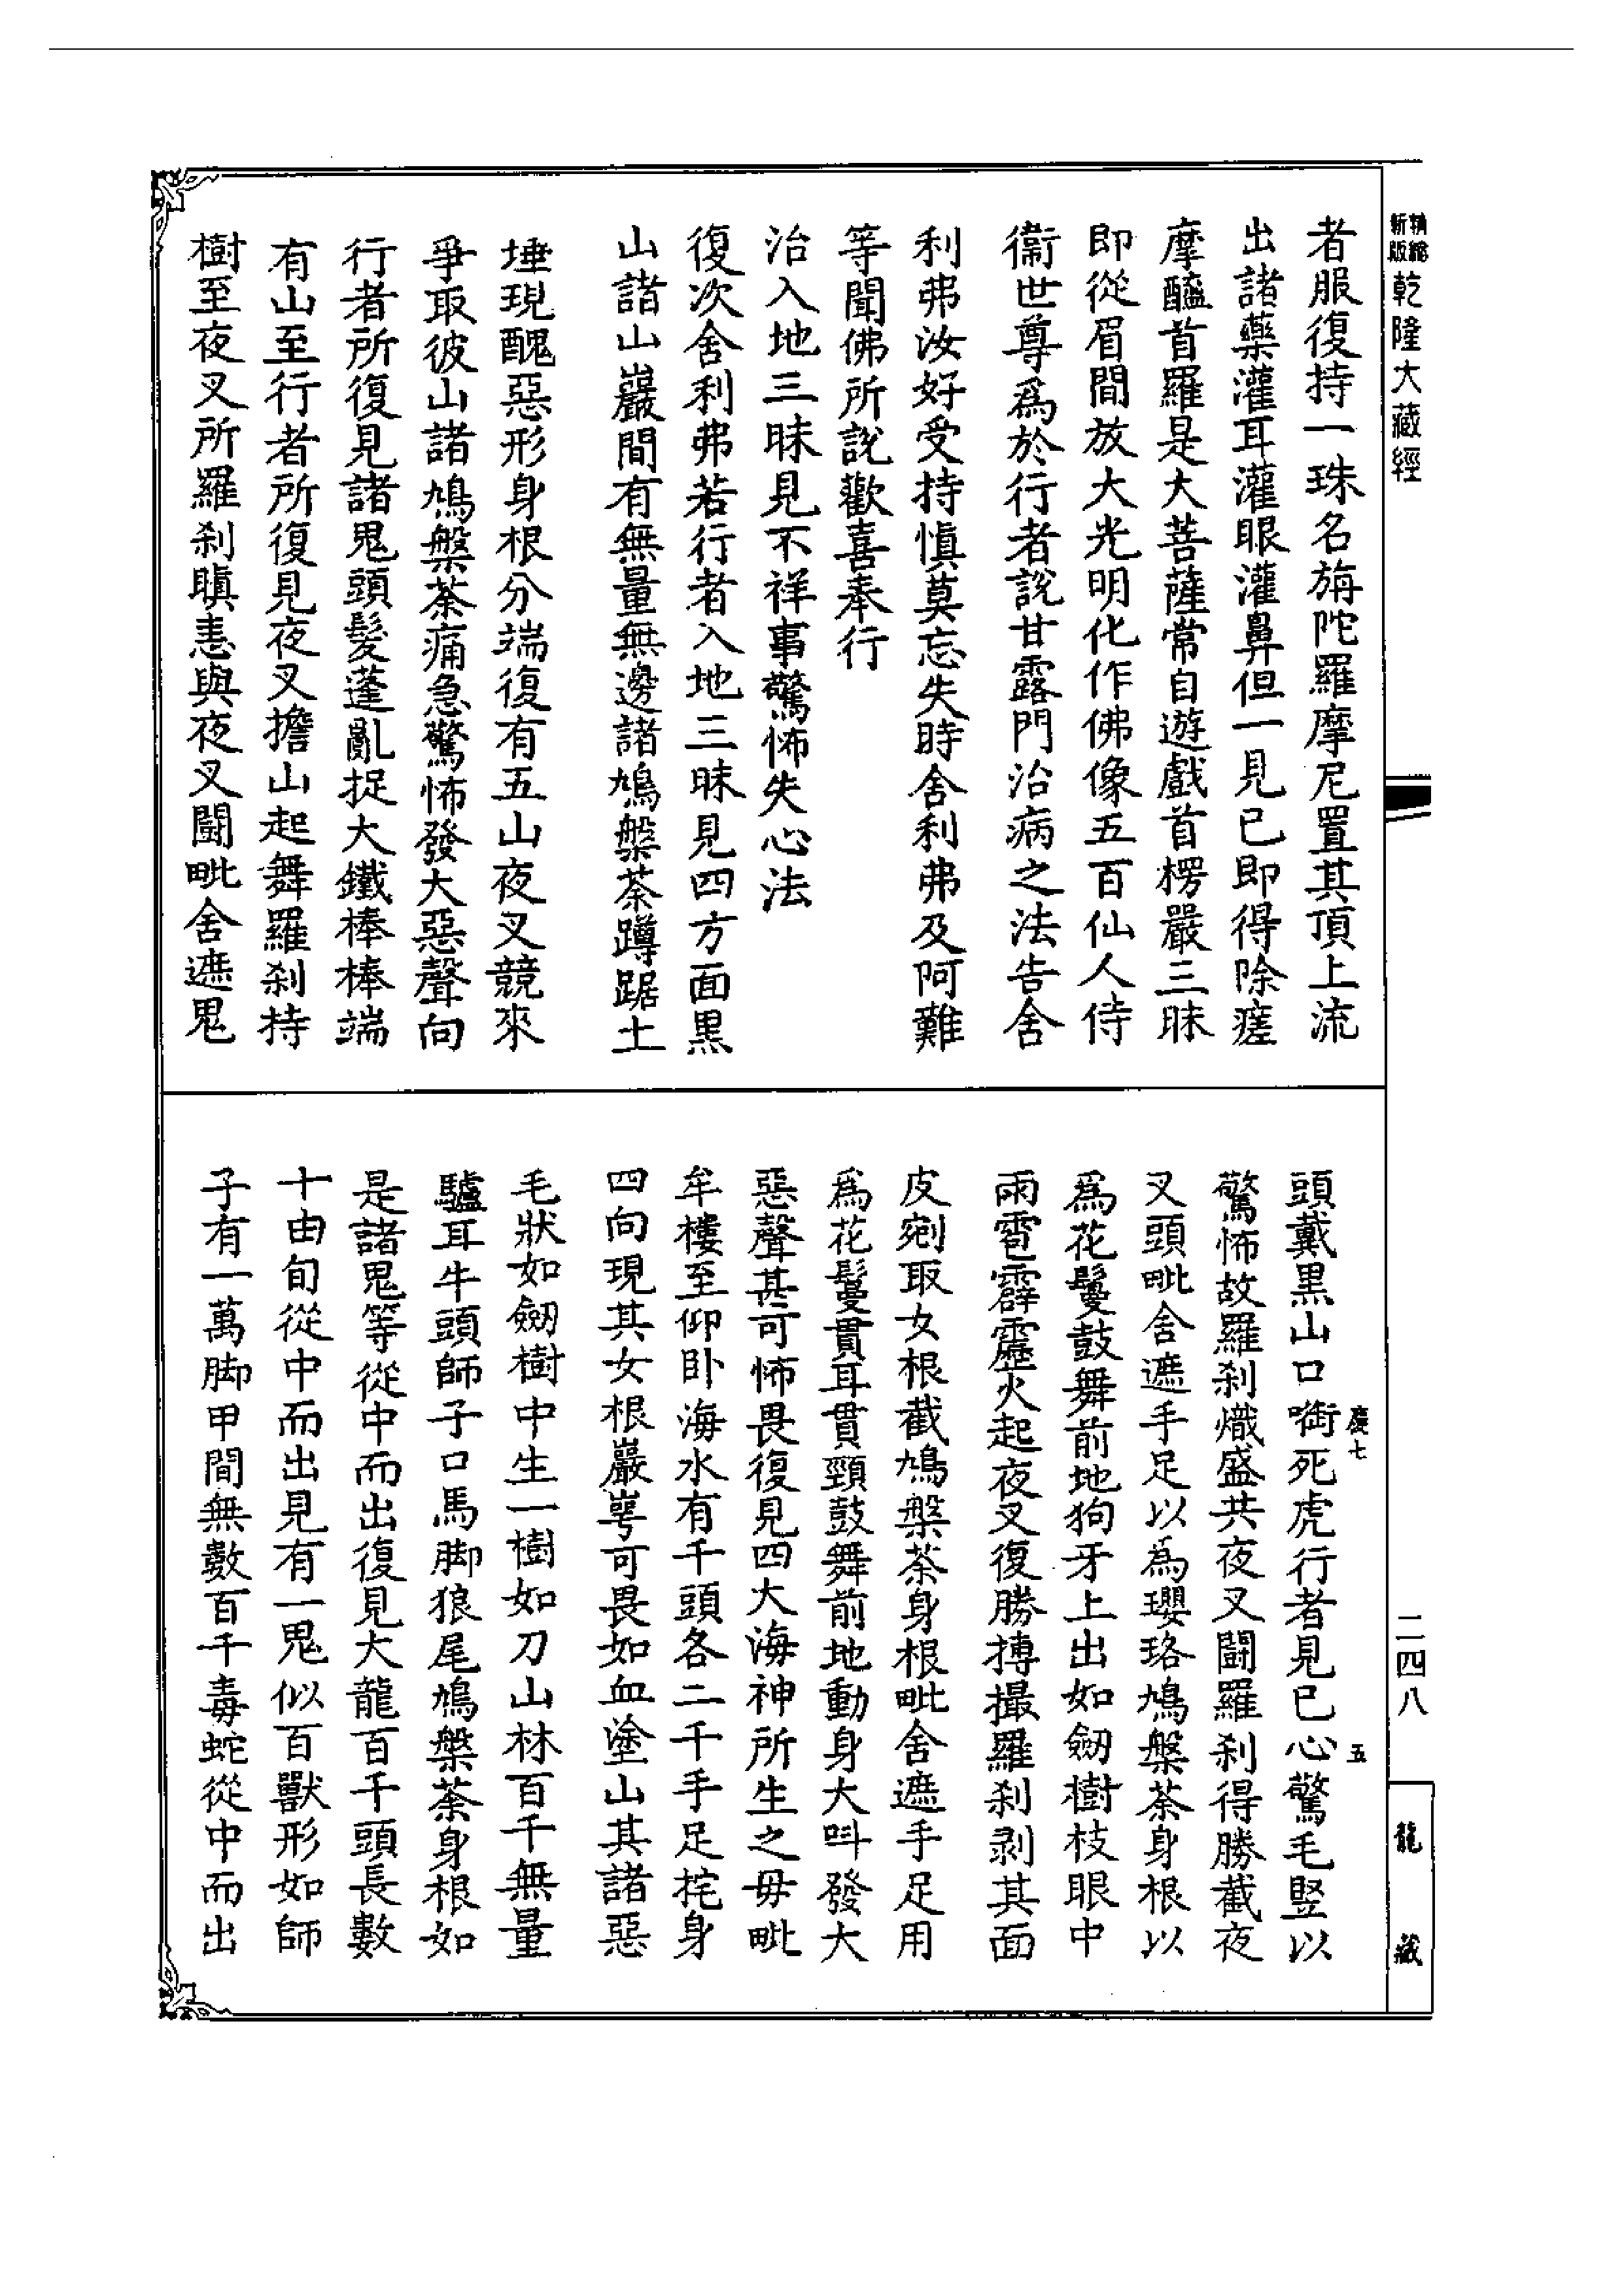 精縮新版乾隆大藏經
者服復持一珠名旃陀羅摩尼置其頂上流
出諸藥灌耳灌眼灌鼻但一見已即得除瘥
摩醯首羅是大菩薩常自遊戲首楞嚴三昧
即從眉間放大光明化作佛像五百仙人侍
衞世尊爲於行者說甘露門治病之法告舍
利弗汝好受持慎莫忘失時舍利弗及阿難
等聞佛所說歡喜奉行
治入地三昧見不祥事驚怖失心法
復次舍利弗若行者入地三昧見四方面黑
山諸山巖間有無量無邊諸鳩槃荼蹲踞土
埵現醜惡形身根分端復有五山夜叉競來
爭取彼山諸鳩槃荼痛急驚怖發大惡聲向
行者所復見諸鬼頭髮蓬亂捉大鐵棒棒端
有山至行者所復見夜叉擔山起舞羅刹持
樹至夜叉所羅刹瞋恚與夜叉鬪毗舍遮鬼
頭戴黑山口㗸死虎行者見已心驚毛竪以
驚怖故羅刹熾盛共夜叉鬪羅刹得勝截夜
叉頭毗舍遮手足以爲瓔珞鳩槃荼身根以
爲花鬘鼓舞前地狗牙上出如劒樹枝眼中
雨雹霹靂火起夜叉復勝搏撮羅刹剥其面
皮剜取女根截鳩槃荼身根毗舍遮手足用
爲花鬘貫耳貫頸鼓舞前地動身大叫發大
惡聲甚可怖畏復見四大海神所生之毋毗
牟樓至仰卧海水有千頭各二千手足挓身
四向現其女根巖崿可畏如血塗山其諸惡
毛狀如劒樹中生一樹如刀山林百千無量
驢耳牛頭師子口馬脚狼尾鳩槃荼身根如
是諸鬼等從中而出復見大龍百千頭長數
十由旬從中而出見有一鬼似百獸形如師
子有一萬脚甲間無數百千毒蛇從中而出
慶七
五
二四八
龍藏